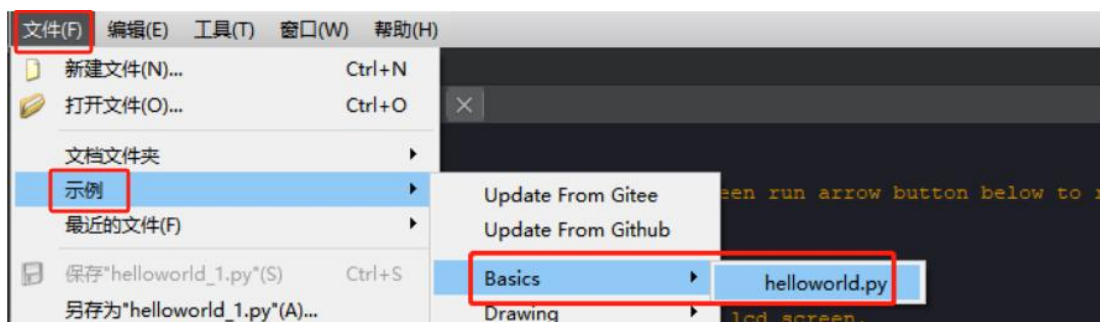 文件(F) 编辑(E) 工具(T) 窗口(W) 帮助(H)
新建文件(N)... Ctrl+N
打开文件(O)... Ctrl+O
文档文件夹
示例
Update From Gitee
een run arrow button below to
最近的文件(F)
Update From Github
保存"helloworld_1.py"(S) Ctrl+S
Basics
helloworld.py
另存为"helloworld_1.py"(A)...
Drawing
lcd screen.